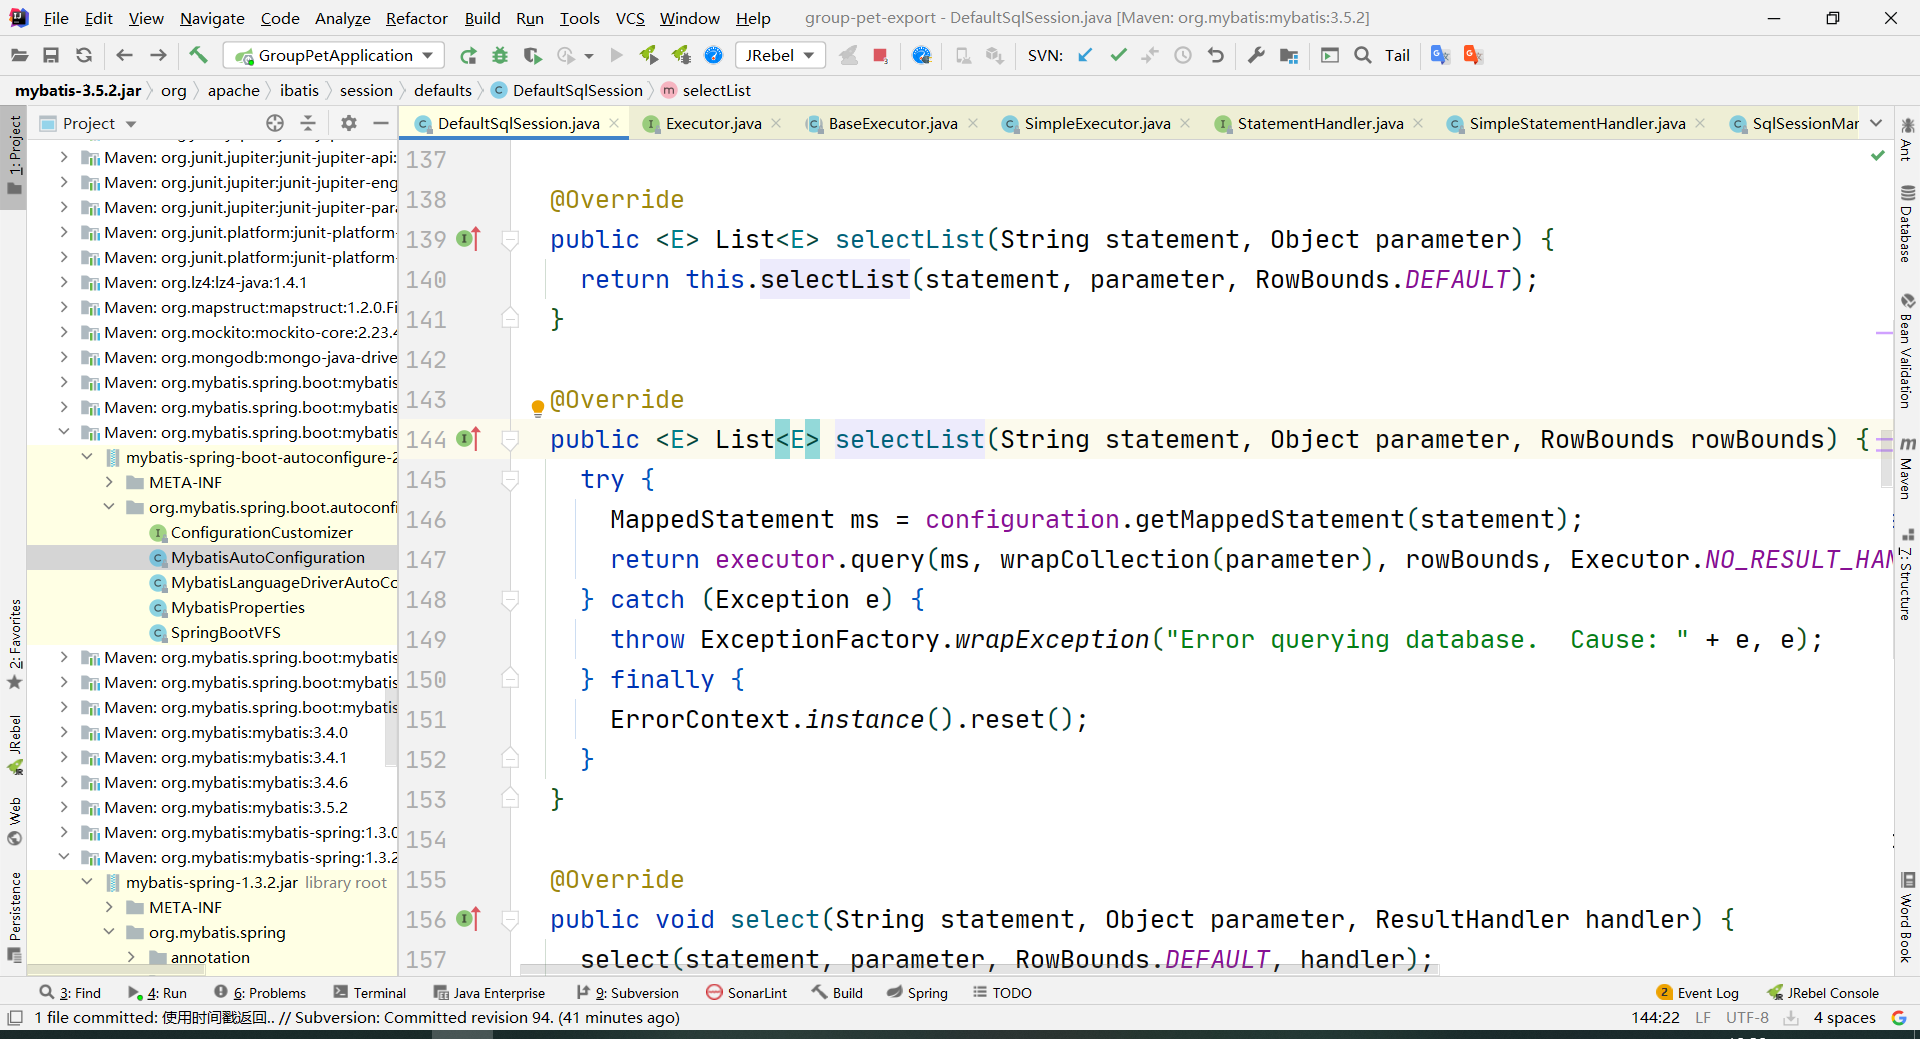 File Edit View Navigate Code Analyze Refactor Build Run Tools VCS Window Help group-pet-export - DefaultSqlSession.java [Maven: org.mybatis:mybatis:3.5.2]
GroupPetApplication JRebel SVN: Tail
mybatis-3.5.2.jar org apache ibatis session defaults DefaultSqlSession selectList
Project
DefaultSqlSession.java Executor.java BaseExecutor.java SimpleExecutor.java StatementHandler.java SimpleStatementHandler.java SqlSessionMar
1: Project
2: Favorites
JRebel
Web
Persistence
Maven: org.junit.jupiter:junit-jupiter-api:
Maven: org.junit.jupiter:junit-jupiter-eng
Maven: org.junit.jupiter:junit-jupiter-para
Maven: org.junit.platform:junit-platform-
Maven: org.junit.platform:junit-platform-
Maven: org.lz4:lz4-java:1.4.1
Maven: org.mapstruct:mapstruct:1.2.0.Fi
Maven: org.mockito:mockito-core:2.23.4
Maven: org.mongodb:mongo-java-drive
Maven: org.mybatis.spring.boot:mybatis
Maven: org.mybatis.spring.boot:mybatis
Maven: org.mybatis.spring.boot:mybatis
mybatis-spring-boot-autoconfigure-2
META-INF
org.mybatis.spring.boot.autoconfi
ConfigurationCustomizer
MybatisAutoConfiguration
MybatisLanguageDriverAutoCo
MybatisProperties
SpringBootVFS
Maven: org.mybatis.spring.boot:mybatis
Maven: org.mybatis.spring.boot:mybatis
Maven: org.mybatis.spring.boot:mybatis
Maven: org.mybatis:mybatis:3.4.0
Maven: org.mybatis:mybatis:3.4.1
Maven: org.mybatis:mybatis:3.4.6
Maven: org.mybatis:mybatis:3.5.2
Maven: org.mybatis:mybatis-spring:1.3.0
Maven: org.mybatis:mybatis-spring:1.3.2
mybatis-spring-1.3.2.jar library root
META-INF
org.mybatis.spring
annotation
137
138 @Override
139 public <E> List<E> selectList(String statement, Object parameter) {
140 return this.selectList(statement, parameter, RowBounds.DEFAULT);
141 }
142
143 @Override
144 public <E> List<E> selectList(String statement, Object parameter, RowBounds rowBounds) {
145 try {
146 MappedStatement ms = configuration.getMappedStatement(statement);
147 return executor.query(ms, wrapCollection(parameter), rowBounds, Executor.NO_RESULT_HAN
148 } catch (Exception e) {
149 throw ExceptionFactory.wrapException("Error querying database.  Cause: " + e, e);
150 } finally {
151 ErrorContext.instance().reset();
152 }
153 }
154
155 @Override
156 public void select(String statement, Object parameter, ResultHandler handler) {
157 select(statement, parameter, RowBounds.DEFAULT, handler);
Ant
Database
Bean Validation
Maven
7: Structure
Word Book
3: Find 4: Run 6: Problems Terminal Java Enterprise 9: Subversion SonarLint Build Spring TODO 2 Event Log JRebel Console
1 file committed: 使用时间戳返回.. // Subversion: Committed revision 94. (41 minutes ago) 144:22 LF UTF-8 4 spaces